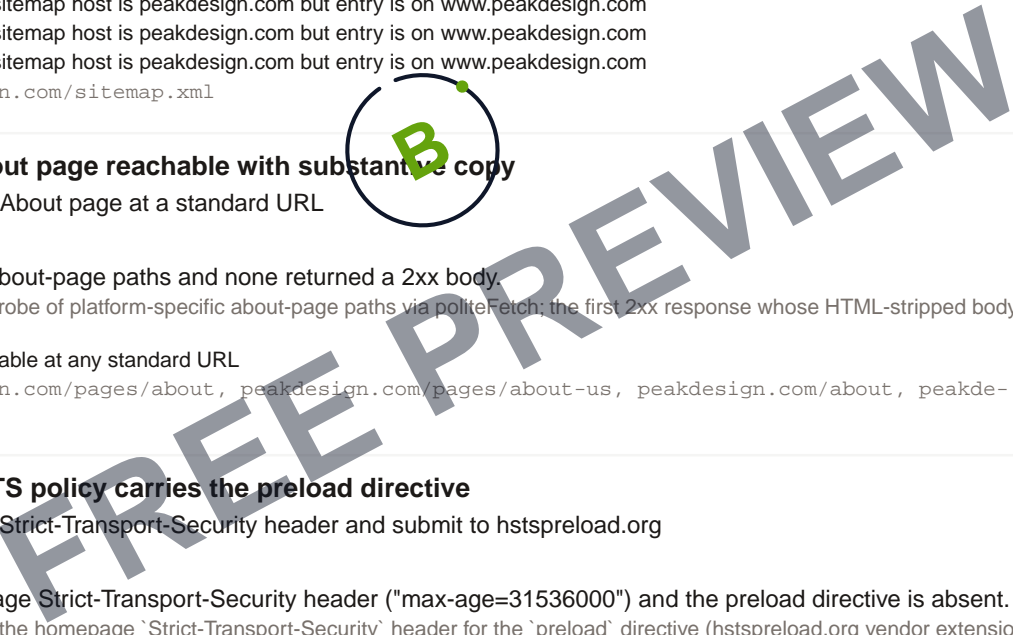 sitemap host is peakdesign.com but entry is on www.peakdesign.com
sitemap host is peakdesign.com but entry is on www.peakdesign.com
sitemap host is peakdesign.com but entry is on www.peakdesign.com
n.com/sitemap.xml
B
out page reachable with substantive copy
About page at a standard URL
bout-page paths and none returned a 2xx body.
robe of platform-specific about-page paths via politeFetch; the first 2xx response whose HTML-stripped body
able at any standard URL
n.com/pages/about, peakdesign.com/pages/about-us, peakdesign.com/about, peakde-
FREE PREVIEW
TS policy carries the preload directive
Strict-Transport-Security header and submit to hstspreload.org
age Strict-Transport-Security header ("max-age=31536000") and the preload directive is absent.
the homepage `Strict-Transport-Security` header for the `preload` directive (hstspreload.org vendor extensio